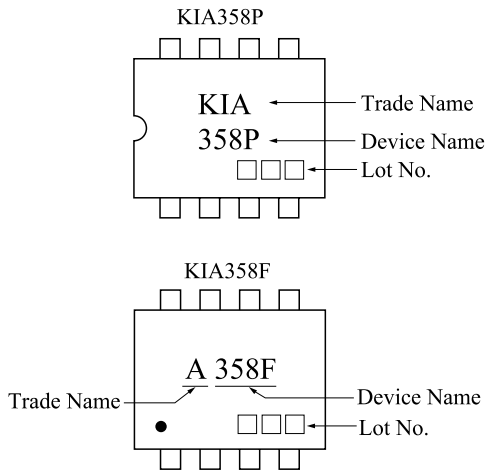 KIA358P
KIA
Trade Name
358P
Device Name
Lot No.
KIA358F
A 358F
Trade Name
Device Name
Lot No.